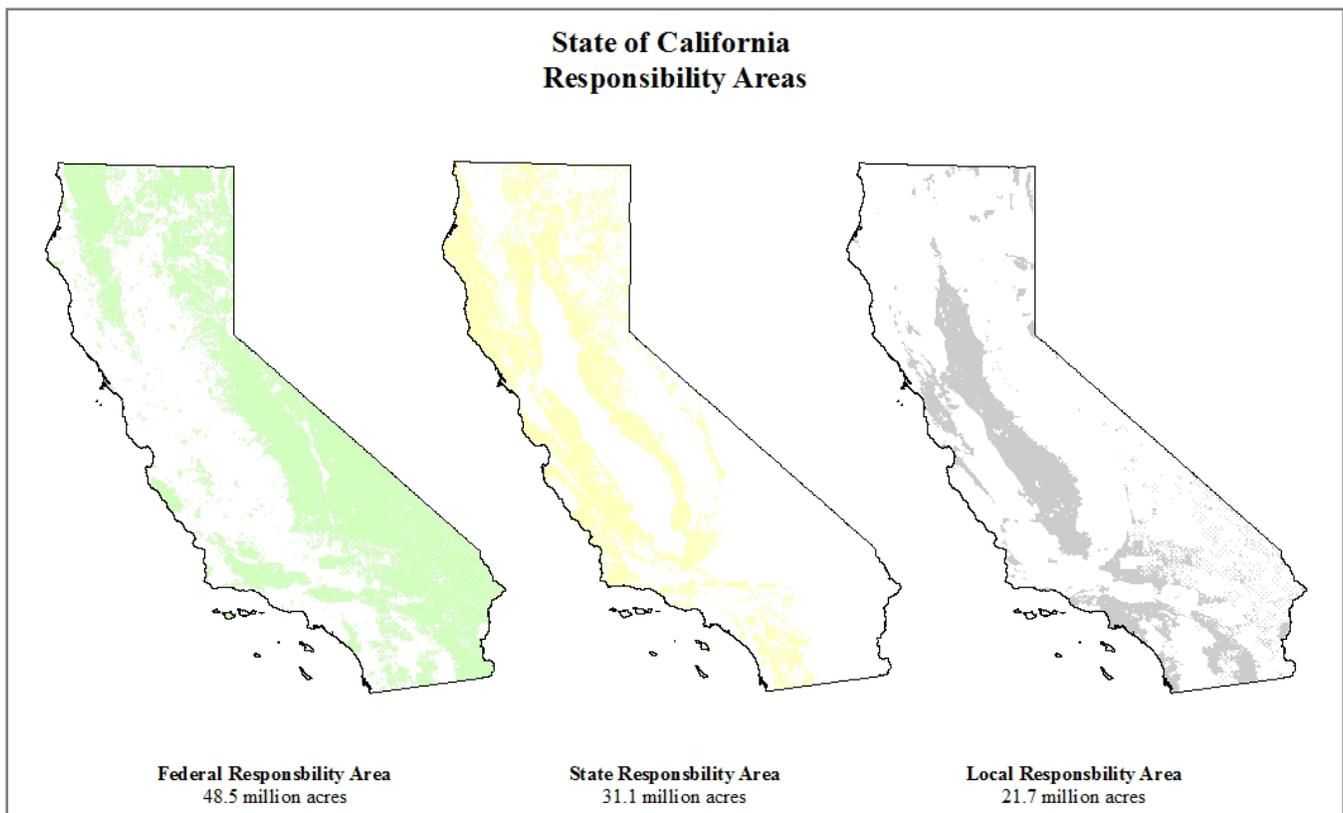 State of California
Responsibility Areas
Federal Responsbility Area
48.5 million acres
State Responsbility Area
31.1 million acres
Local Responsbility Area
21.7 million acres